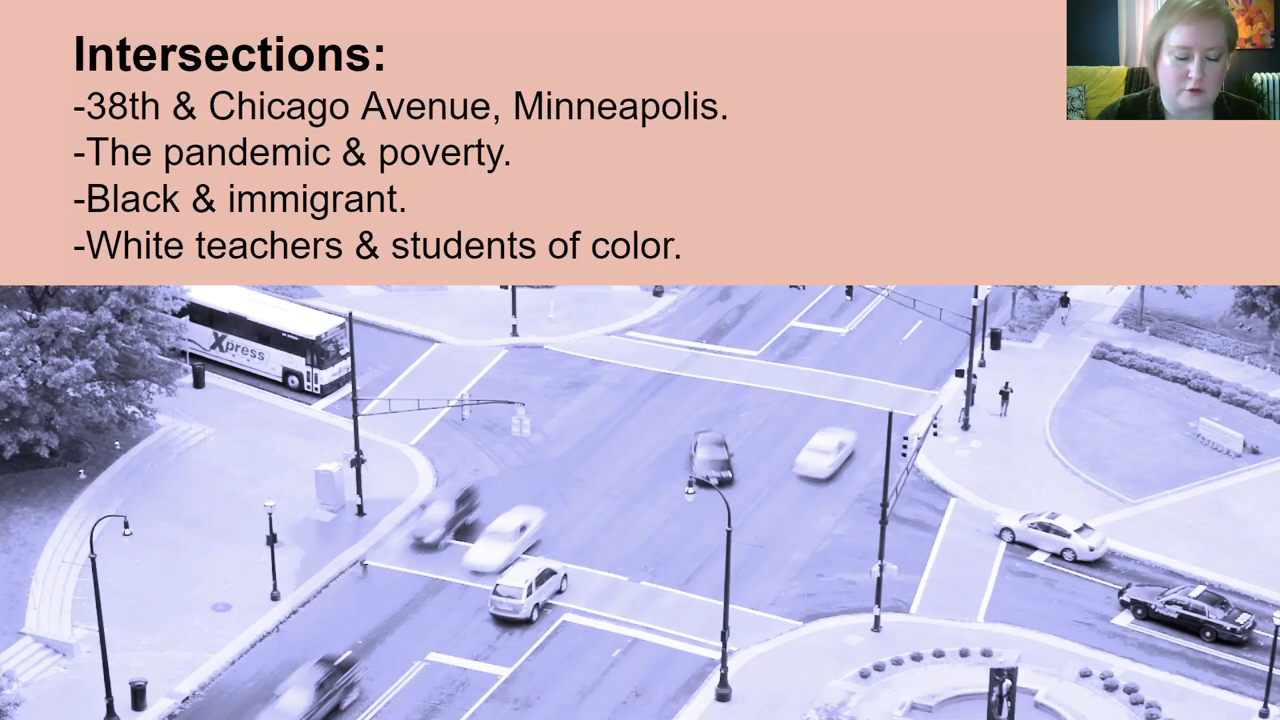 Intersections:
-38th & Chicago Avenue, Minneapolis.
-The pandemic & poverty.
-Black & immigrant.
-White teachers & students of color.
Xpress